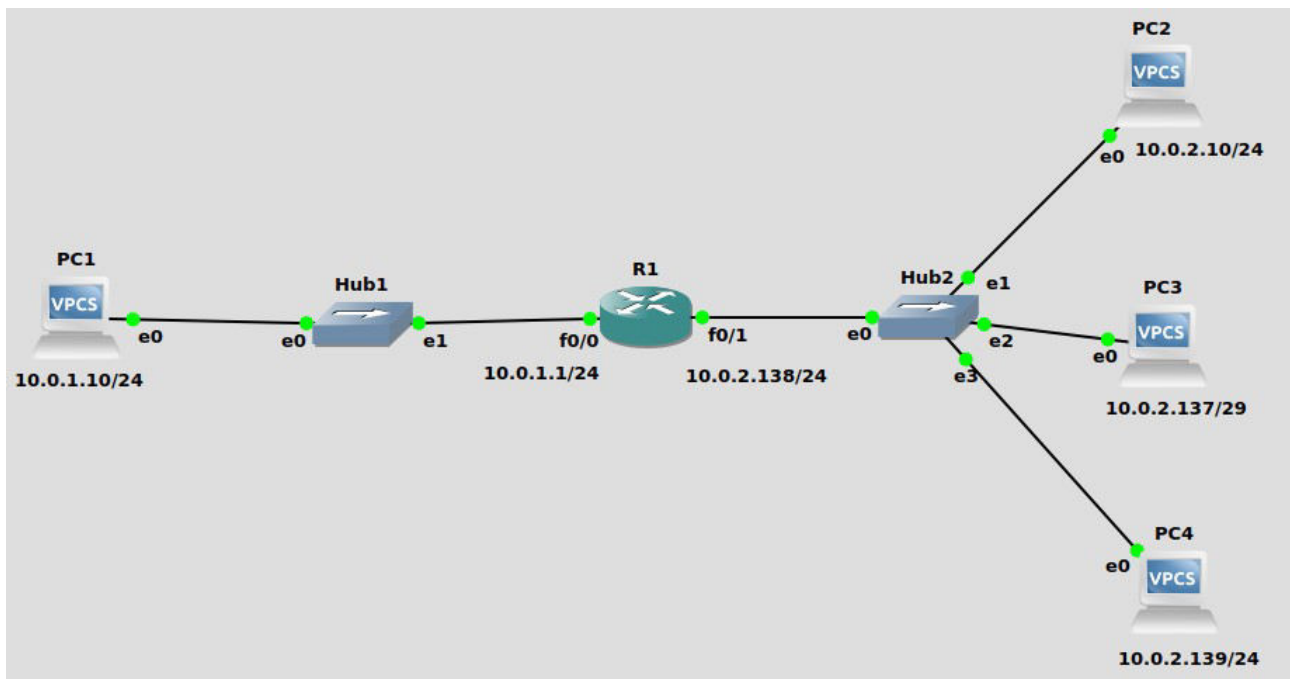 PC2
VPCS
e0
10.0.2.10/24
PC1
VPCS
e0
10.0.1.10/24
Hub1
e0
e1
R1
f0/0
f0/1
10.0.1.1/24
10.0.2.138/24
Hub2
e0
e1
e2
e3
PC3
VPCS
e0
10.0.2.137/29
PC4
e0
VPCS
10.0.2.139/24